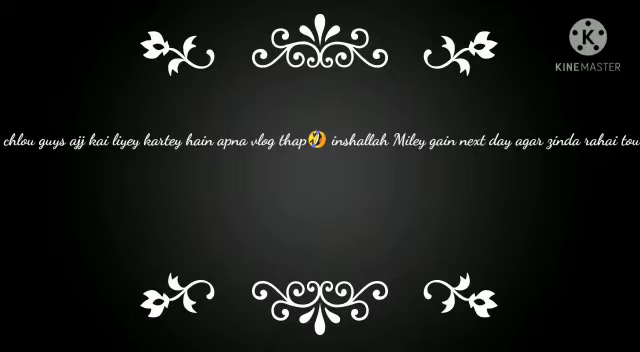 KINEMASTER
chlou guys ajj kai liyey kartey hain apna vlog thap🤣 inshallah Miley gain next day agar zinda rahai tou